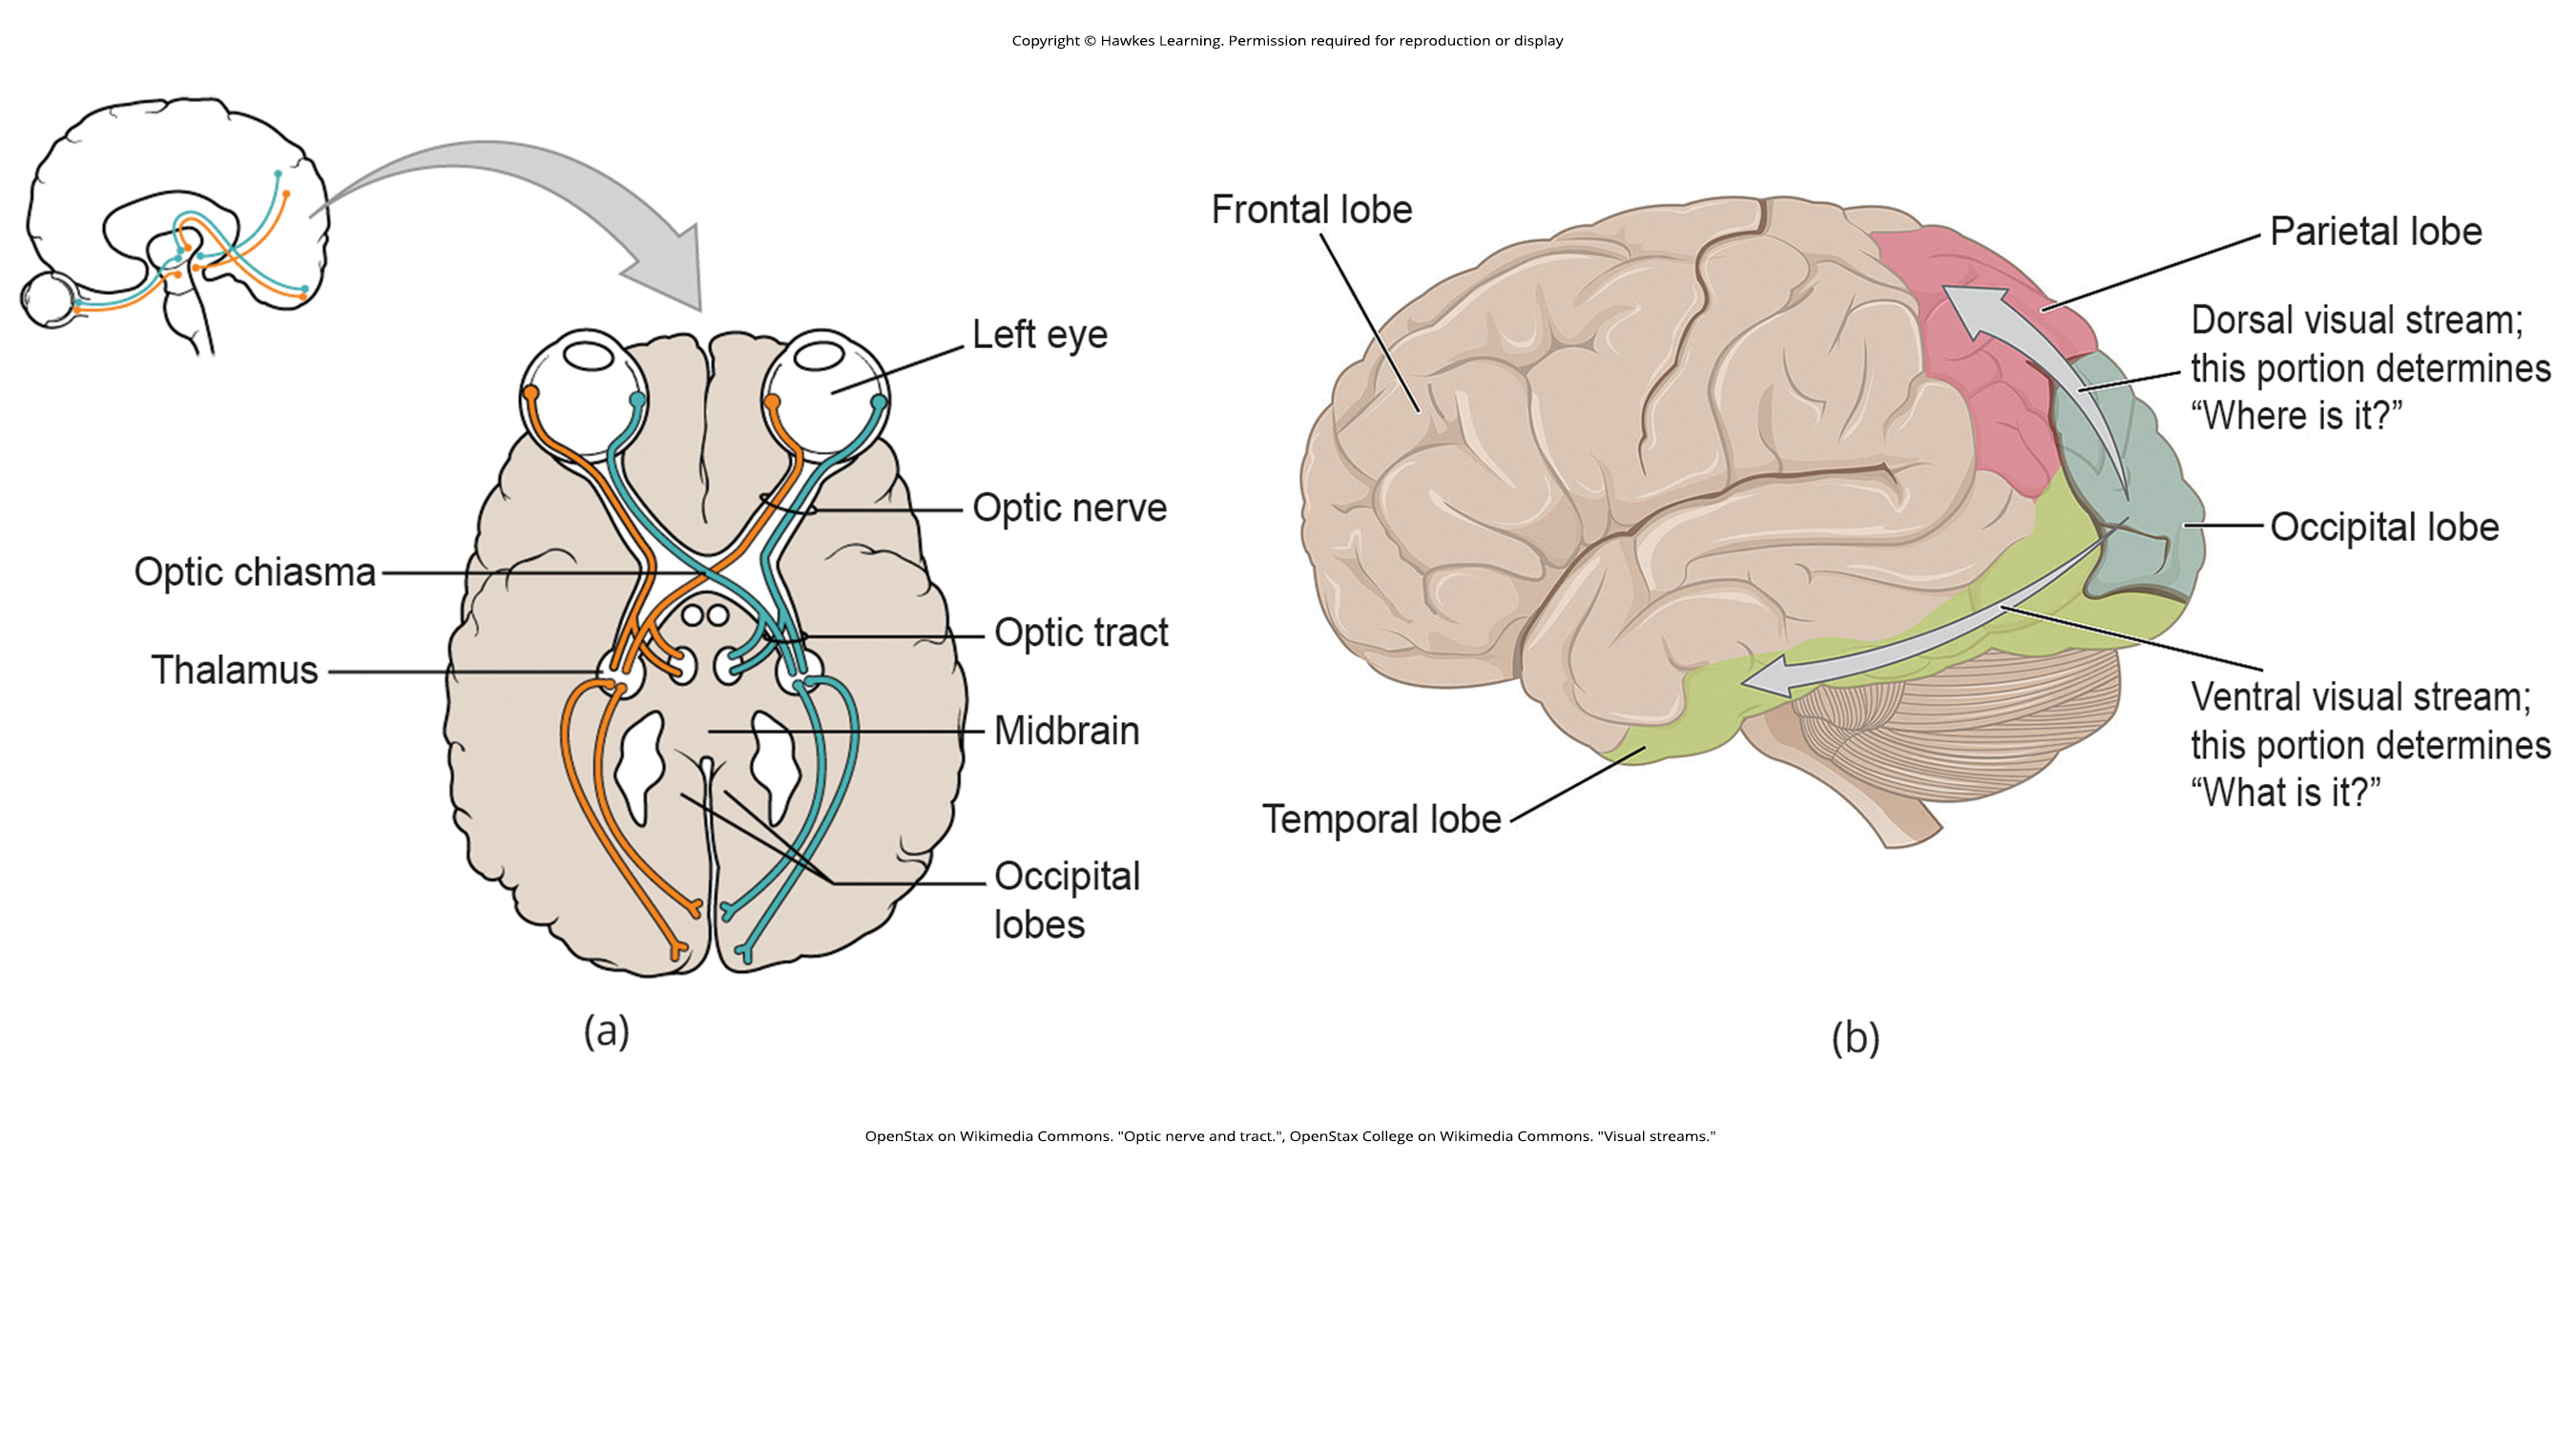 Copyright © Hawkes Learning. Permission required for reproduction or display
Left eye
Optic nerve
Optic chiasma
Optic tract
Thalamus
Midbrain
Occipital
lobes
(a)
Frontal lobe
Parietal lobe
Dorsal visual stream;
this portion determines
“Where is it?”
Occipital lobe
Ventral visual stream;
this portion determines
“What is it?”
Temporal lobe
(b)
OpenStax on Wikimedia Commons. "Optic nerve and tract.", OpenStax College on Wikimedia Commons. "Visual streams."